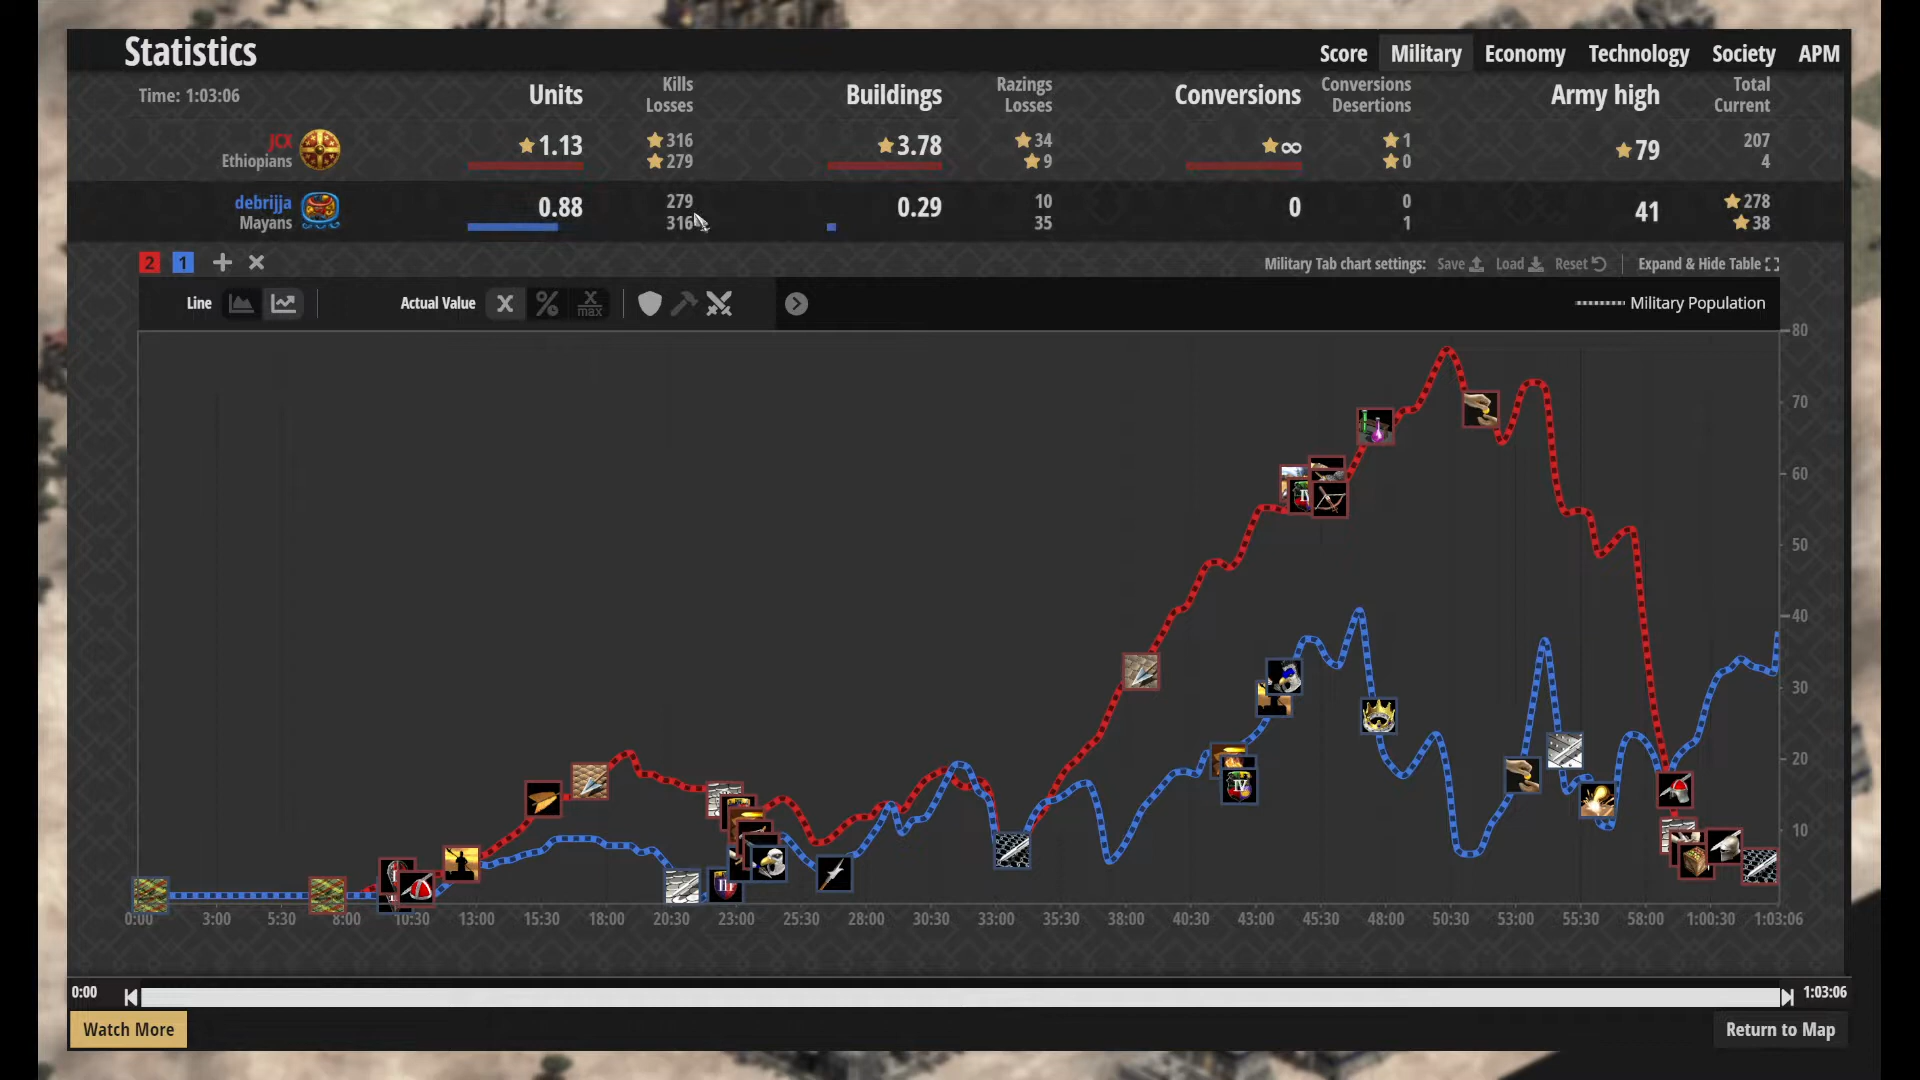 Statistics
Score Military Economy Technology Society APM
Time: 1:03:06
Units Kills Losses Buildings Razings Losses Conversions Conversions Desertions Army high Total Current
JCX
Ethiopians
1.13 316 279 3.78 34 9 ∞ 1 0 79 207 4
debrijja
Mayans
0.88 279 316 0.29 10 35 0 0 1 41 278 38
2 1
Military Tab chart settings: Save Load Reset Expand & Hide Table
Line Actual Value X % X max Military Population
80
70
60
50
40
30
20
10
IV
IV
III
0:00 3:00 5:30 8:00 10:30 13:00 15:30 18:00 20:30 23:00 25:30 28:00 30:30 33:00 35:30 38:00 40:30 43:00 45:30 48:00 50:30 53:00 55:30 58:00 1:00:30 1:03:06
0:00 1:03:06
Watch More Return to Map